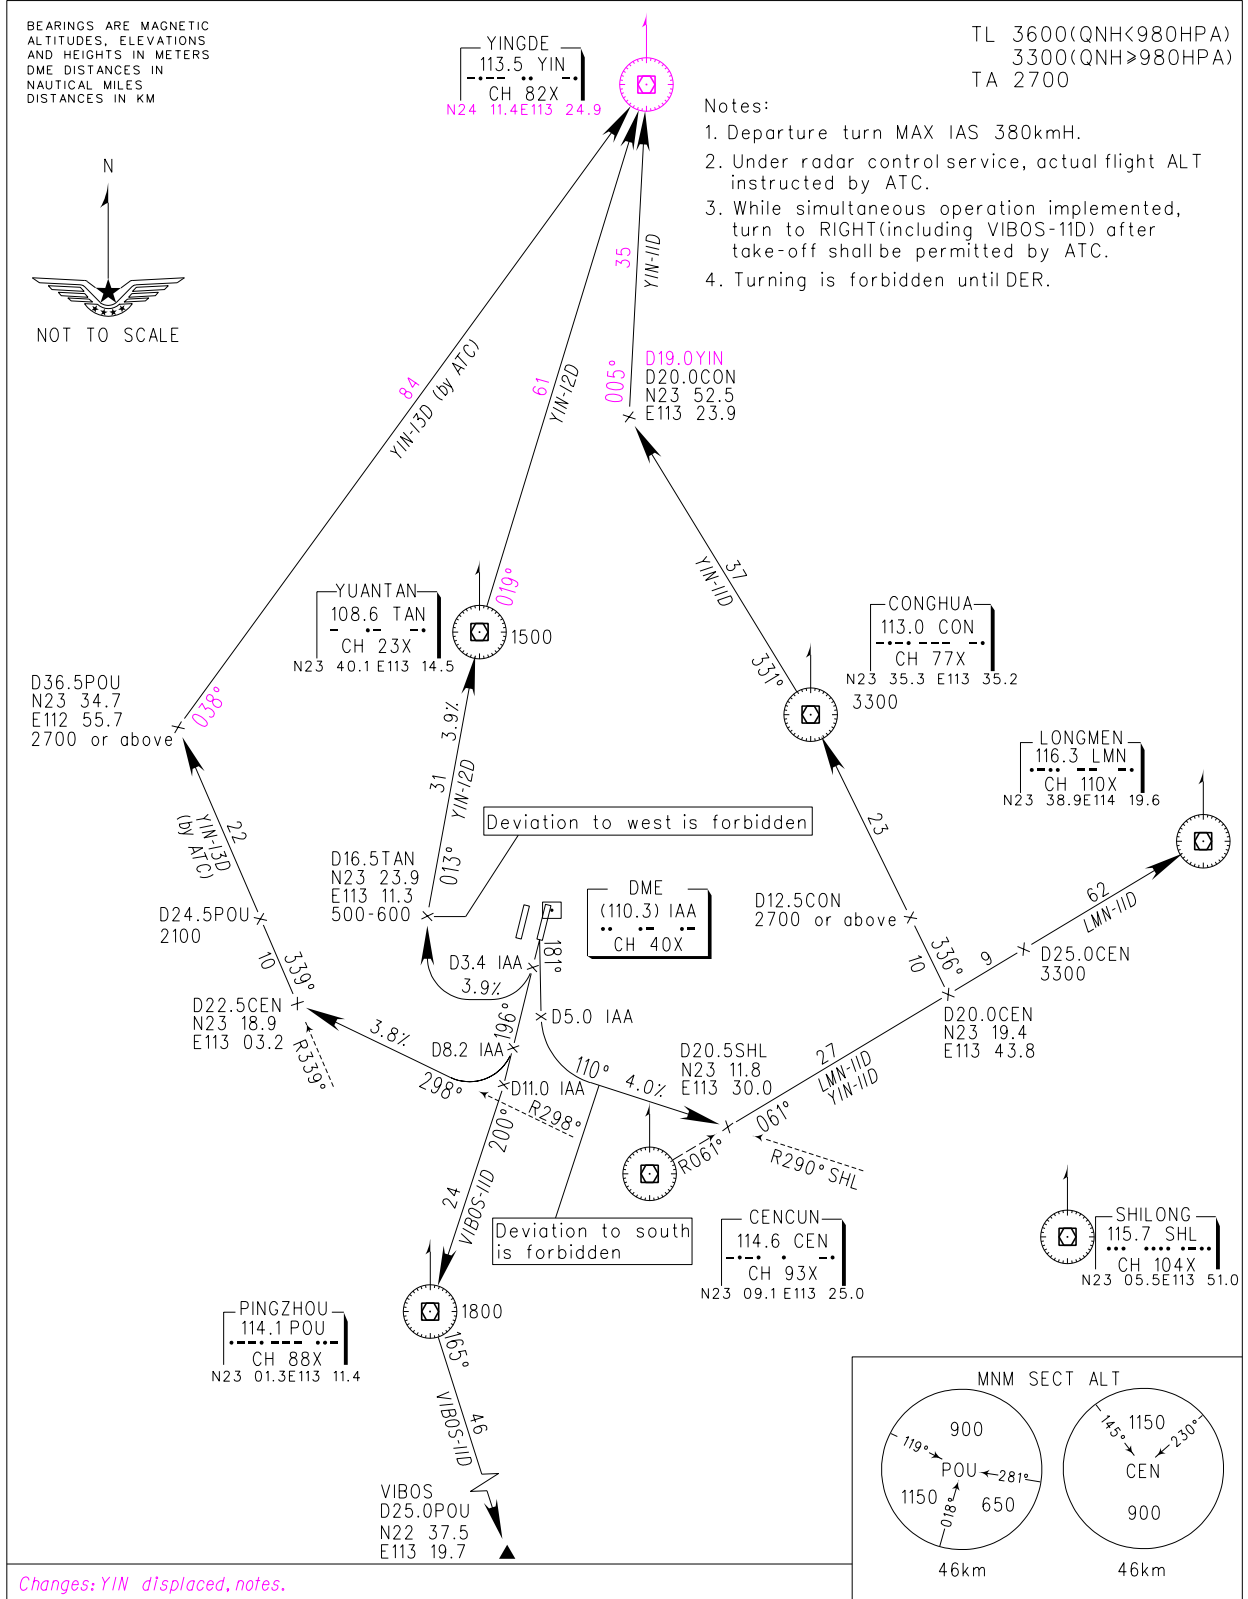 BEARINGS ARE MAGNETIC
ALTITUDES, ELEVATIONS
AND HEIGHTS IN METERS
DME DISTANCES IN
NAUTICAL MILES
DISTANCES IN KM
TL 3600(QNH<980HPA)
3300(QNH≥980HPA)
TA 2700
YINGDE
113.5 YIN
CH 82X
N24 11.4E113 24.9
Notes:
1. Departure turn MAX IAS 380kmH.
2. Under radar control service, actual flight ALT
instructed by ATC.
3. While simultaneous operation implemented,
turn to RIGHT(including VIBOS-11D) after
take-off shall be permitted by ATC.
4. Turning is forbidden until DER.
N
NOT TO SCALE
35
YIN-11D
005°
D19.0YIN
D20.0CON
N23 52.5
E113 23.9
84
YIN-13D (by ATC)
61
YIN-12D
37
YIN-11D
331°
YUANTAN
108.6 TAN
CH 23X
N23 40.1 E113 14.5
019°
1500
CONGHUA
113.0 CON
CH 77X
N23 35.3 E113 35.2
3300
D36.5POU
N23 34.7
E112 55.7
2700 or above
038°
3.9%
31
YIN-12D
013°
LONGMEN
116.3 LMN
CH 110X
N23 38.9E114 19.6
22
YIN-13D
(by ATC)
Deviation to west is forbidden
23
D16.5TAN
N23 23.9
E113 11.3
500-600
DME
(110.3) IAA
CH 40X
D12.5CON
2700 or above
62
LMN-11D
D24.5POU
2100
10
339°
D3.4 IAA
181°
3.9%
336°
10
9
D25.0CEN
3300
D22.5CEN
N23 18.9
E113 03.2
3.8%
R339°
196°
D5.0 IAA
D8.2 IAA
D20.0CEN
N23 19.4
E113 43.8
298°
D11.0 IAA
R298°
110°
4.0%
D20.5SHL
N23 11.8
E113 30.0
27
LMN-11D
YIN-11D
061°
R061°
R290° SHL
200°
24
VIBOS-11D
Deviation to south
is forbidden
CENCUN
114.6 CEN
CH 93X
N23 09.1 E113 25.0
SHILONG
115.7 SHL
CH 104X
N23 05.5E113 51.0
PINGZHOU
114.1 POU
CH 88X
N23 01.3E113 11.4
1800
165°
46
VIBOS-11D
VIBOS
D25.0POU
N22 37.5
E113 19.7
MNM SECT ALT
900
119°
POU
281°
1150
018°
650
46km
1150
145°
230°
CEN
900
46km
Changes: YIN displaced, notes.